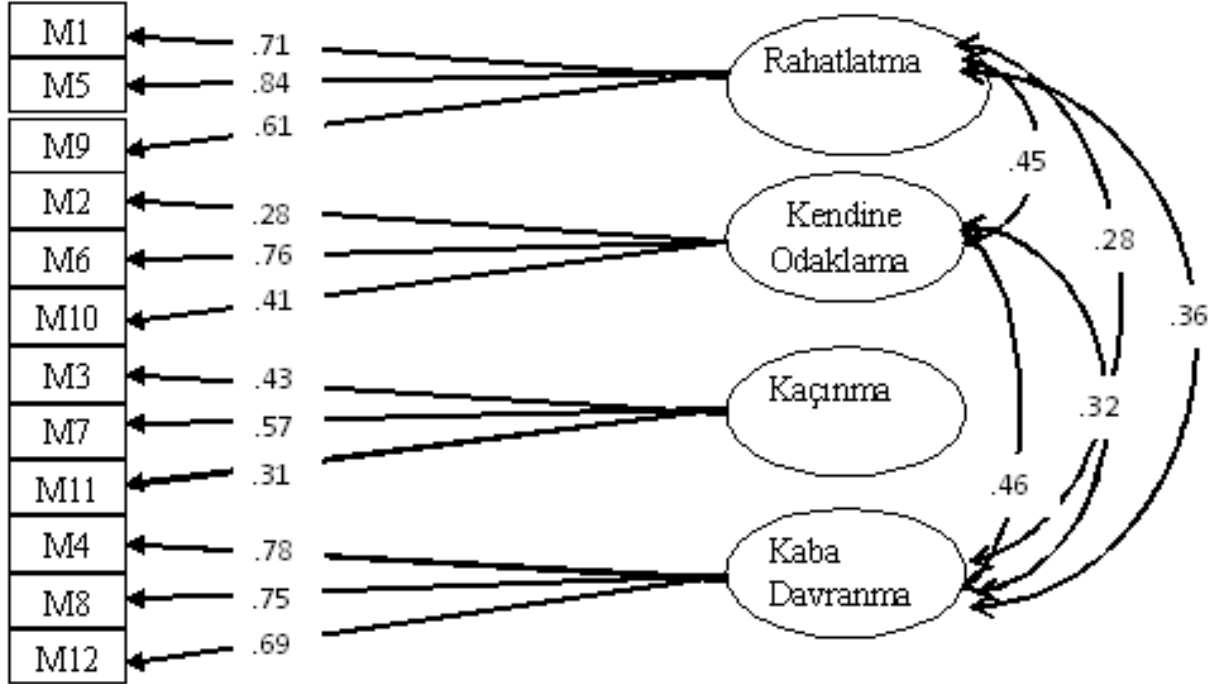 M1
M5
M9
M2
M6
M10
M3
M7
M11
M4
M8
M12
.71
.84
.61
.28
.76
.41
.43
.57
.31
.78
.75
.69
Rahatlatma
Kendine
Odaklama
Kaçınma
Kaba
Davranma
.45
.28
.36
.32
.46